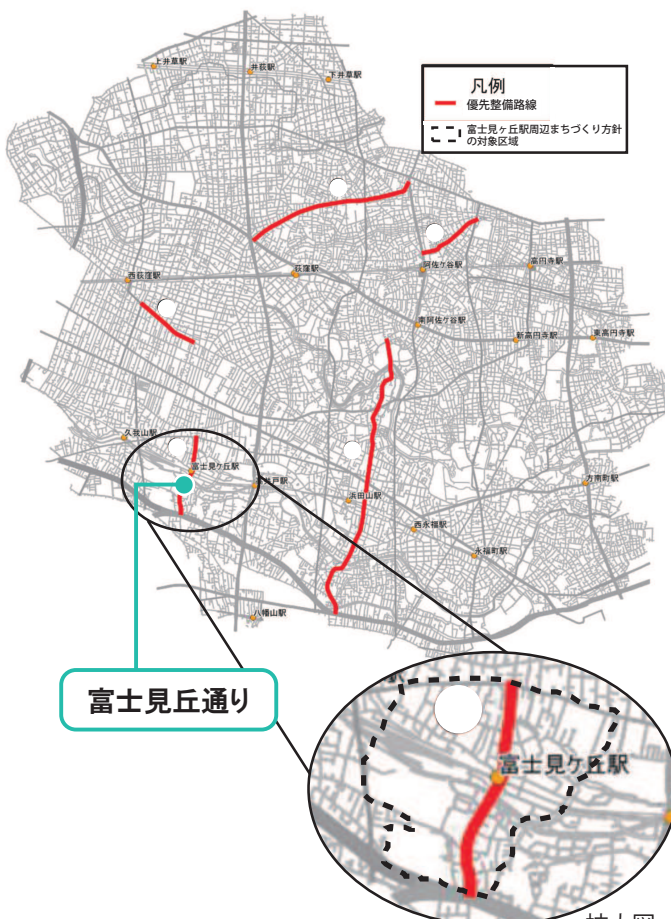 上井草駅
井荻駅
下井草駅
凡例
優先整備路線
富士見ヶ丘駅周辺まちづくり方針
の対象区域
西荻窪駅
荻窪駅
阿佐ケ谷駅
高円寺駅
南阿佐ケ谷駅
新高円寺駅
東高円寺駅
久我山駅
富士見ケ丘駅
井戸駅
浜田山駅
方南町駅
西永福駅
永福町駅
八幡山駅
富士見丘通り
駅
富士見ケ丘駅